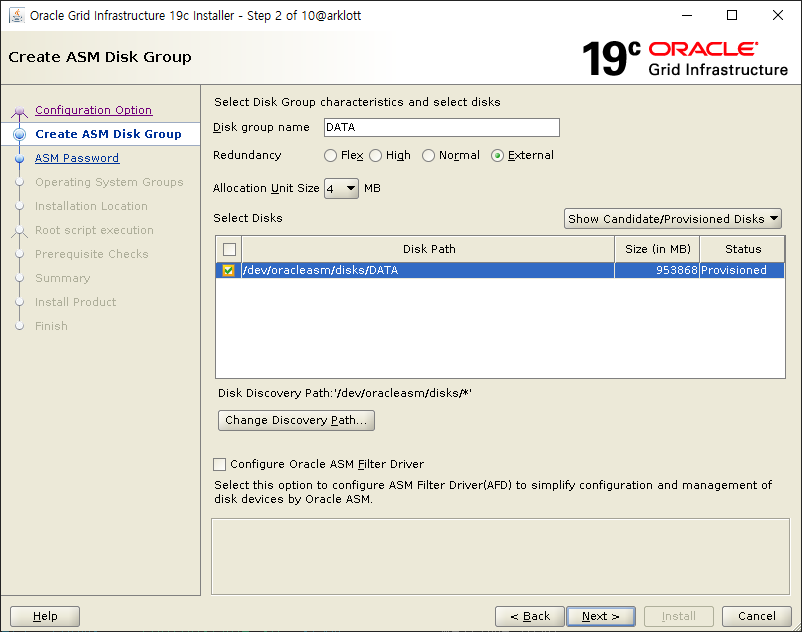 Oracle Grid Infrastructure 19c Installer - Step 2 of 10@arklott
Create ASM Disk Group
19c ORACLE
Grid Infrastructure
Configuration Option
Create ASM Disk Group
ASM Password
Operating System Groups
Installation Location
Root script execution
Prerequisite Checks
Summary
Install Product
Finish
Select Disk Group characteristics and select disks
Disk group name DATA
Redundancy Flex High Normal External
Allocation Unit Size 4 MB
Select Disks Show Candidate/Provisioned Disks
Disk Path Size (in MB) Status
/dev/oracleasm/disks/DATA 953868 Provisioned
Disk Discovery Path:'/dev/oracleasm/disks/*'
Change Discovery Path...
Configure Oracle ASM Filter Driver
Select this option to configure ASM Filter Driver(AFD) to simplify configuration and management of
disk devices by Oracle ASM.
Help < Back Next > Install Cancel